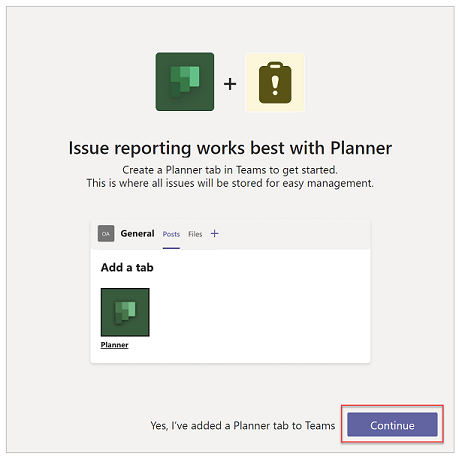 +
Issue reporting works best with Planner
Create a Planner tab in Teams to get started.
This is where all issues will be stored for easy management.
OA General Posts Files +
Add a tab
Planner
Yes, I've added a Planner tab to Teams Continue